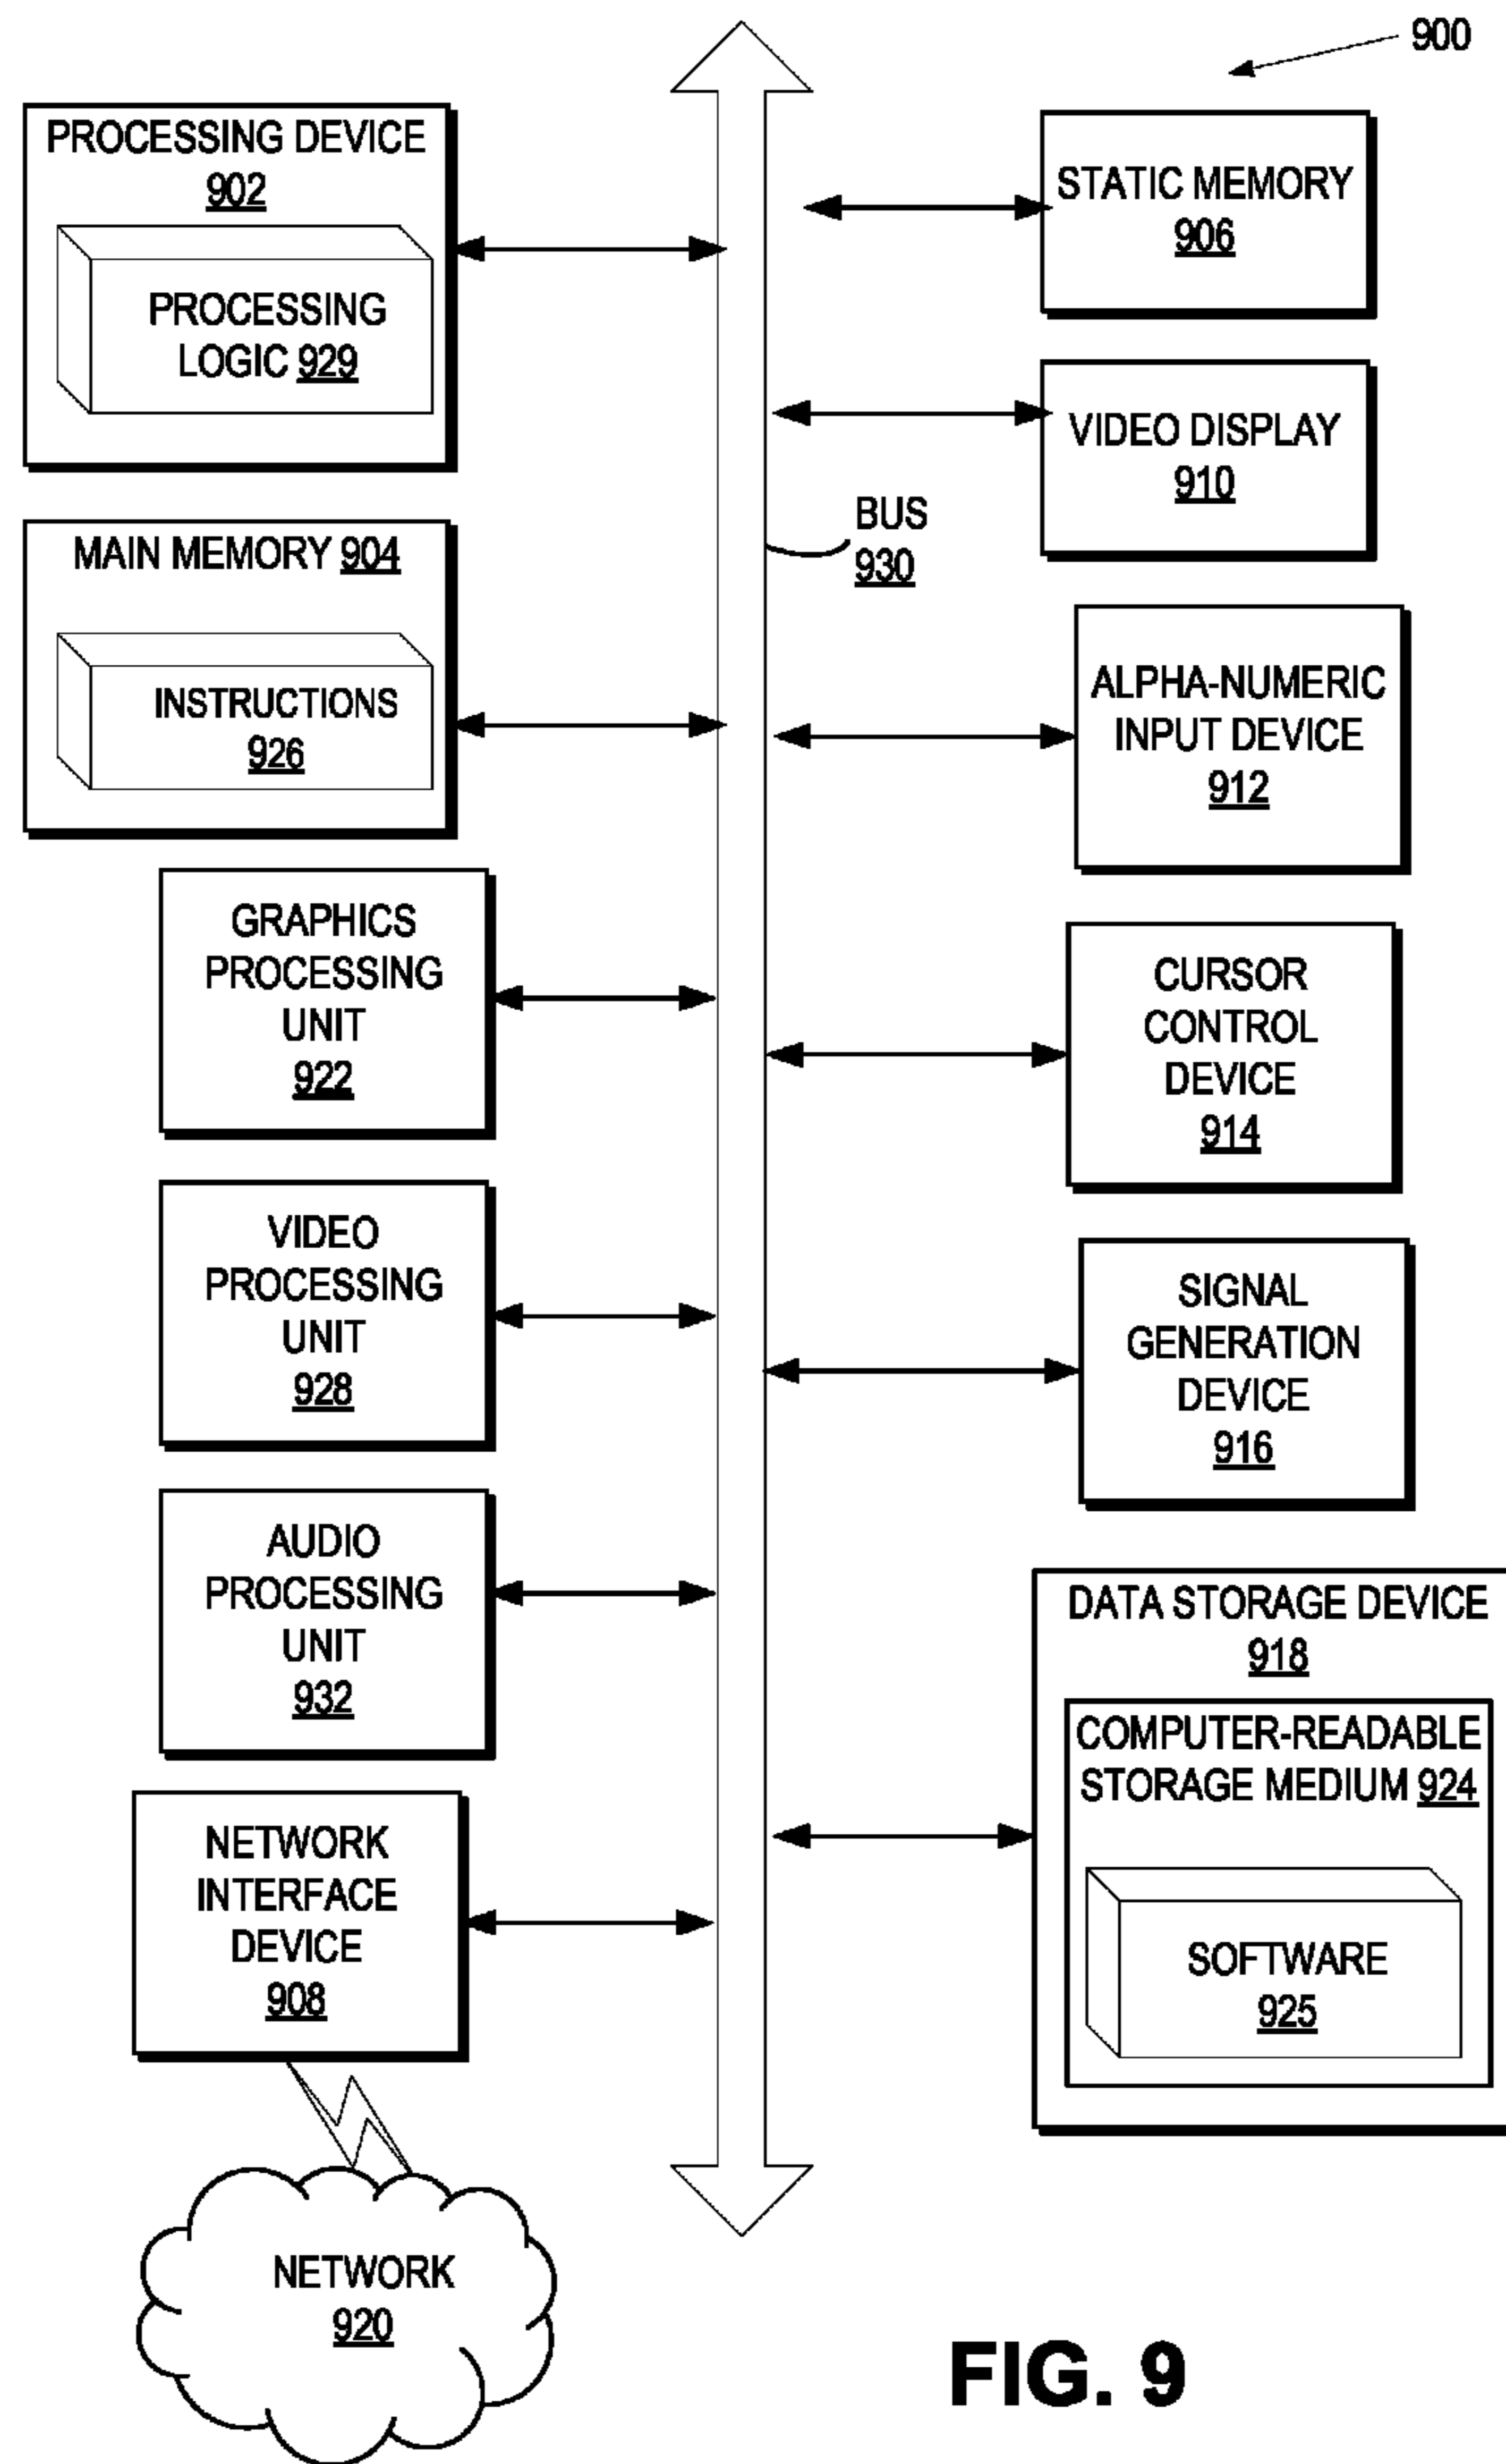 900
PROCESSING DEVICE
902
PROCESSING
LOGIC 929
MAIN MEMORY 904
INSTRUCTIONS
926
GRAPHICS
PROCESSING
UNIT
922
VIDEO
PROCESSING
UNIT
928
AUDIO
PROCESSING
UNIT
932
NETWORK
INTERFACE
DEVICE
908
NETWORK
920
BUS
930
STATIC MEMORY
906
VIDEO DISPLAY
910
ALPHA-NUMERIC
INPUT DEVICE
912
CURSOR
CONTROL
DEVICE
914
SIGNAL
GENERATION
DEVICE
916
DATA STORAGE DEVICE
918
COMPUTER-READABLE
STORAGE MEDIUM 924
SOFTWARE
925
FIG. 9